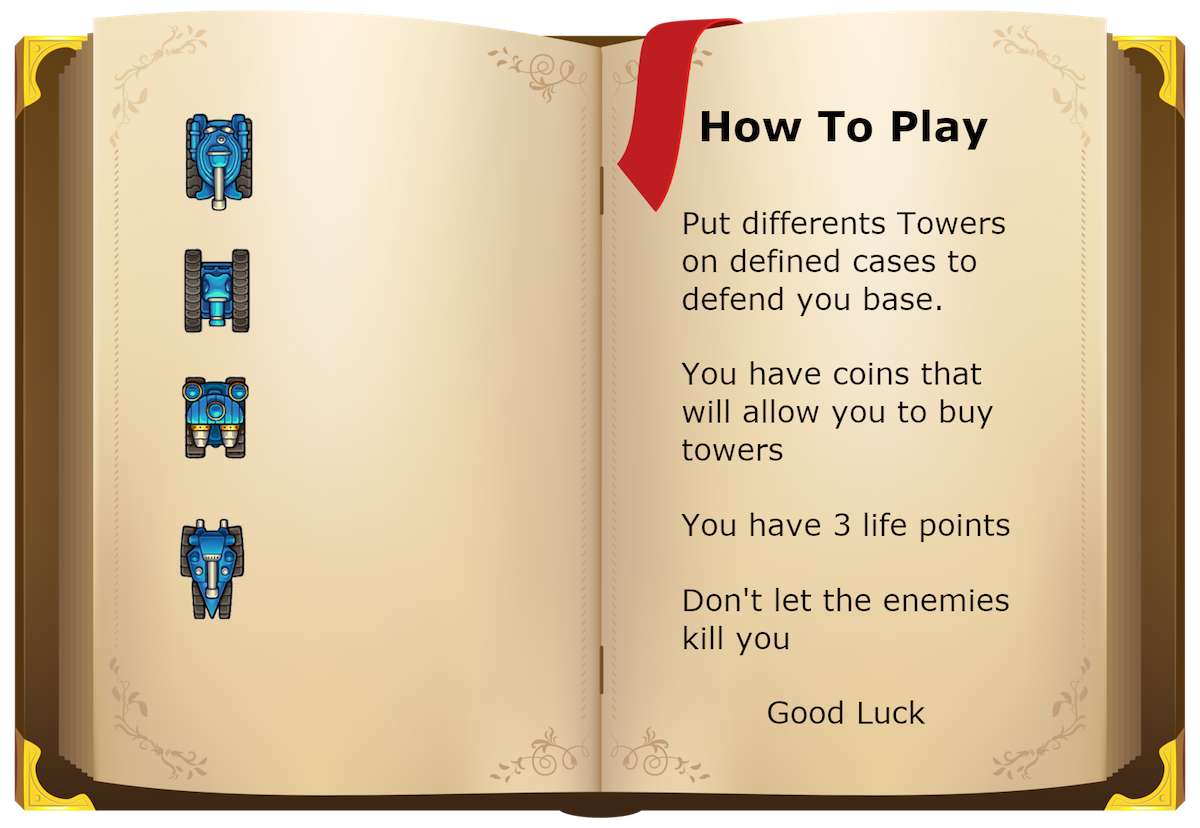 How To Play
Put differents Towers
on defined cases to
defend you base.
You have coins that
will allow you to buy
towers
You have 3 life points
Don't let the enemies
kill you
Good Luck